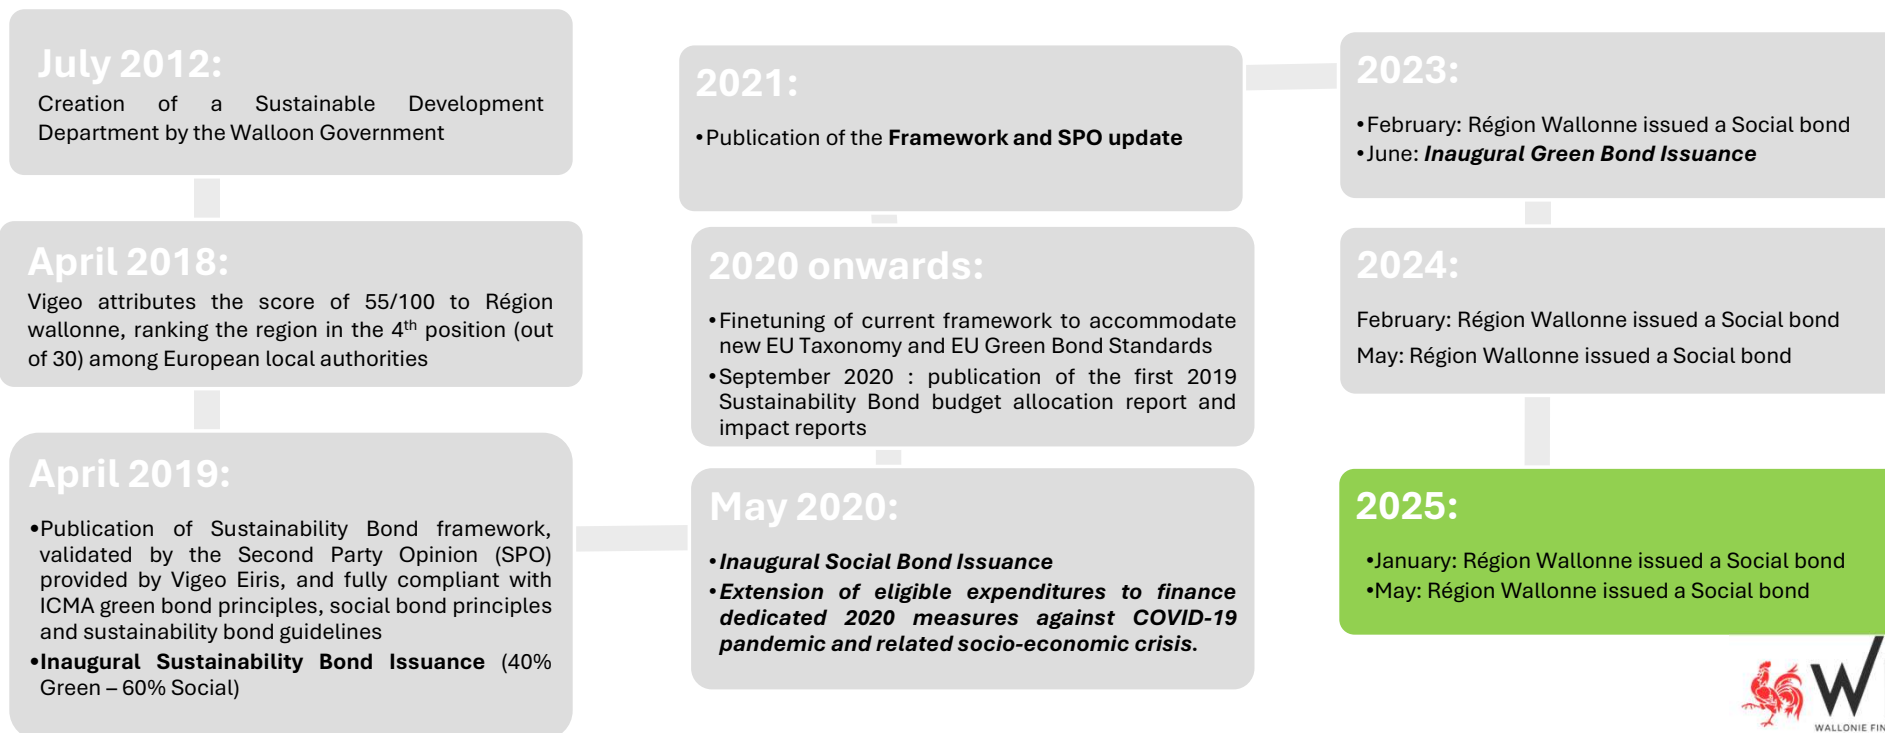 July 2012:
Creation of a Sustainable Development
Department by the Walloon Government
April 2018:
Vigeo attributes the score of 55/100 to Région
wallonne, ranking the region in the 4th position (out
of 30) among European local authorities
April 2019:
•Publication of Sustainability Bond framework,
validated by the Second Party Opinion (SPO)
provided by Vigeo Eiris, and fully compliant with
ICMA green bond principles, social bond principles
and sustainability bond guidelines
•Inaugural Sustainability Bond Issuance (40%
Green – 60% Social)
May 2020:
•Inaugural Social Bond Issuance
•Extension of eligible expenditures to finance
dedicated 2020 measures against COVID-19
pandemic and related socio-economic crisis.
2020 onwards:
•Finetuning of current framework to accommodate
new EU Taxonomy and EU Green Bond Standards
•September 2020 : publication of the first 2019
Sustainability Bond budget allocation report and
impact reports
2021:
•Publication of the Framework and SPO update
2023:
•February: Région Wallonne issued a Social bond
•June: Inaugural Green Bond Issuance
2024:
February: Région Wallonne issued a Social bond
May: Région Wallonne issued a Social bond
2025:
•January: Région Wallonne issued a Social bond
•May: Région Wallonne issued a Social bond
W
WALLONIE FIN